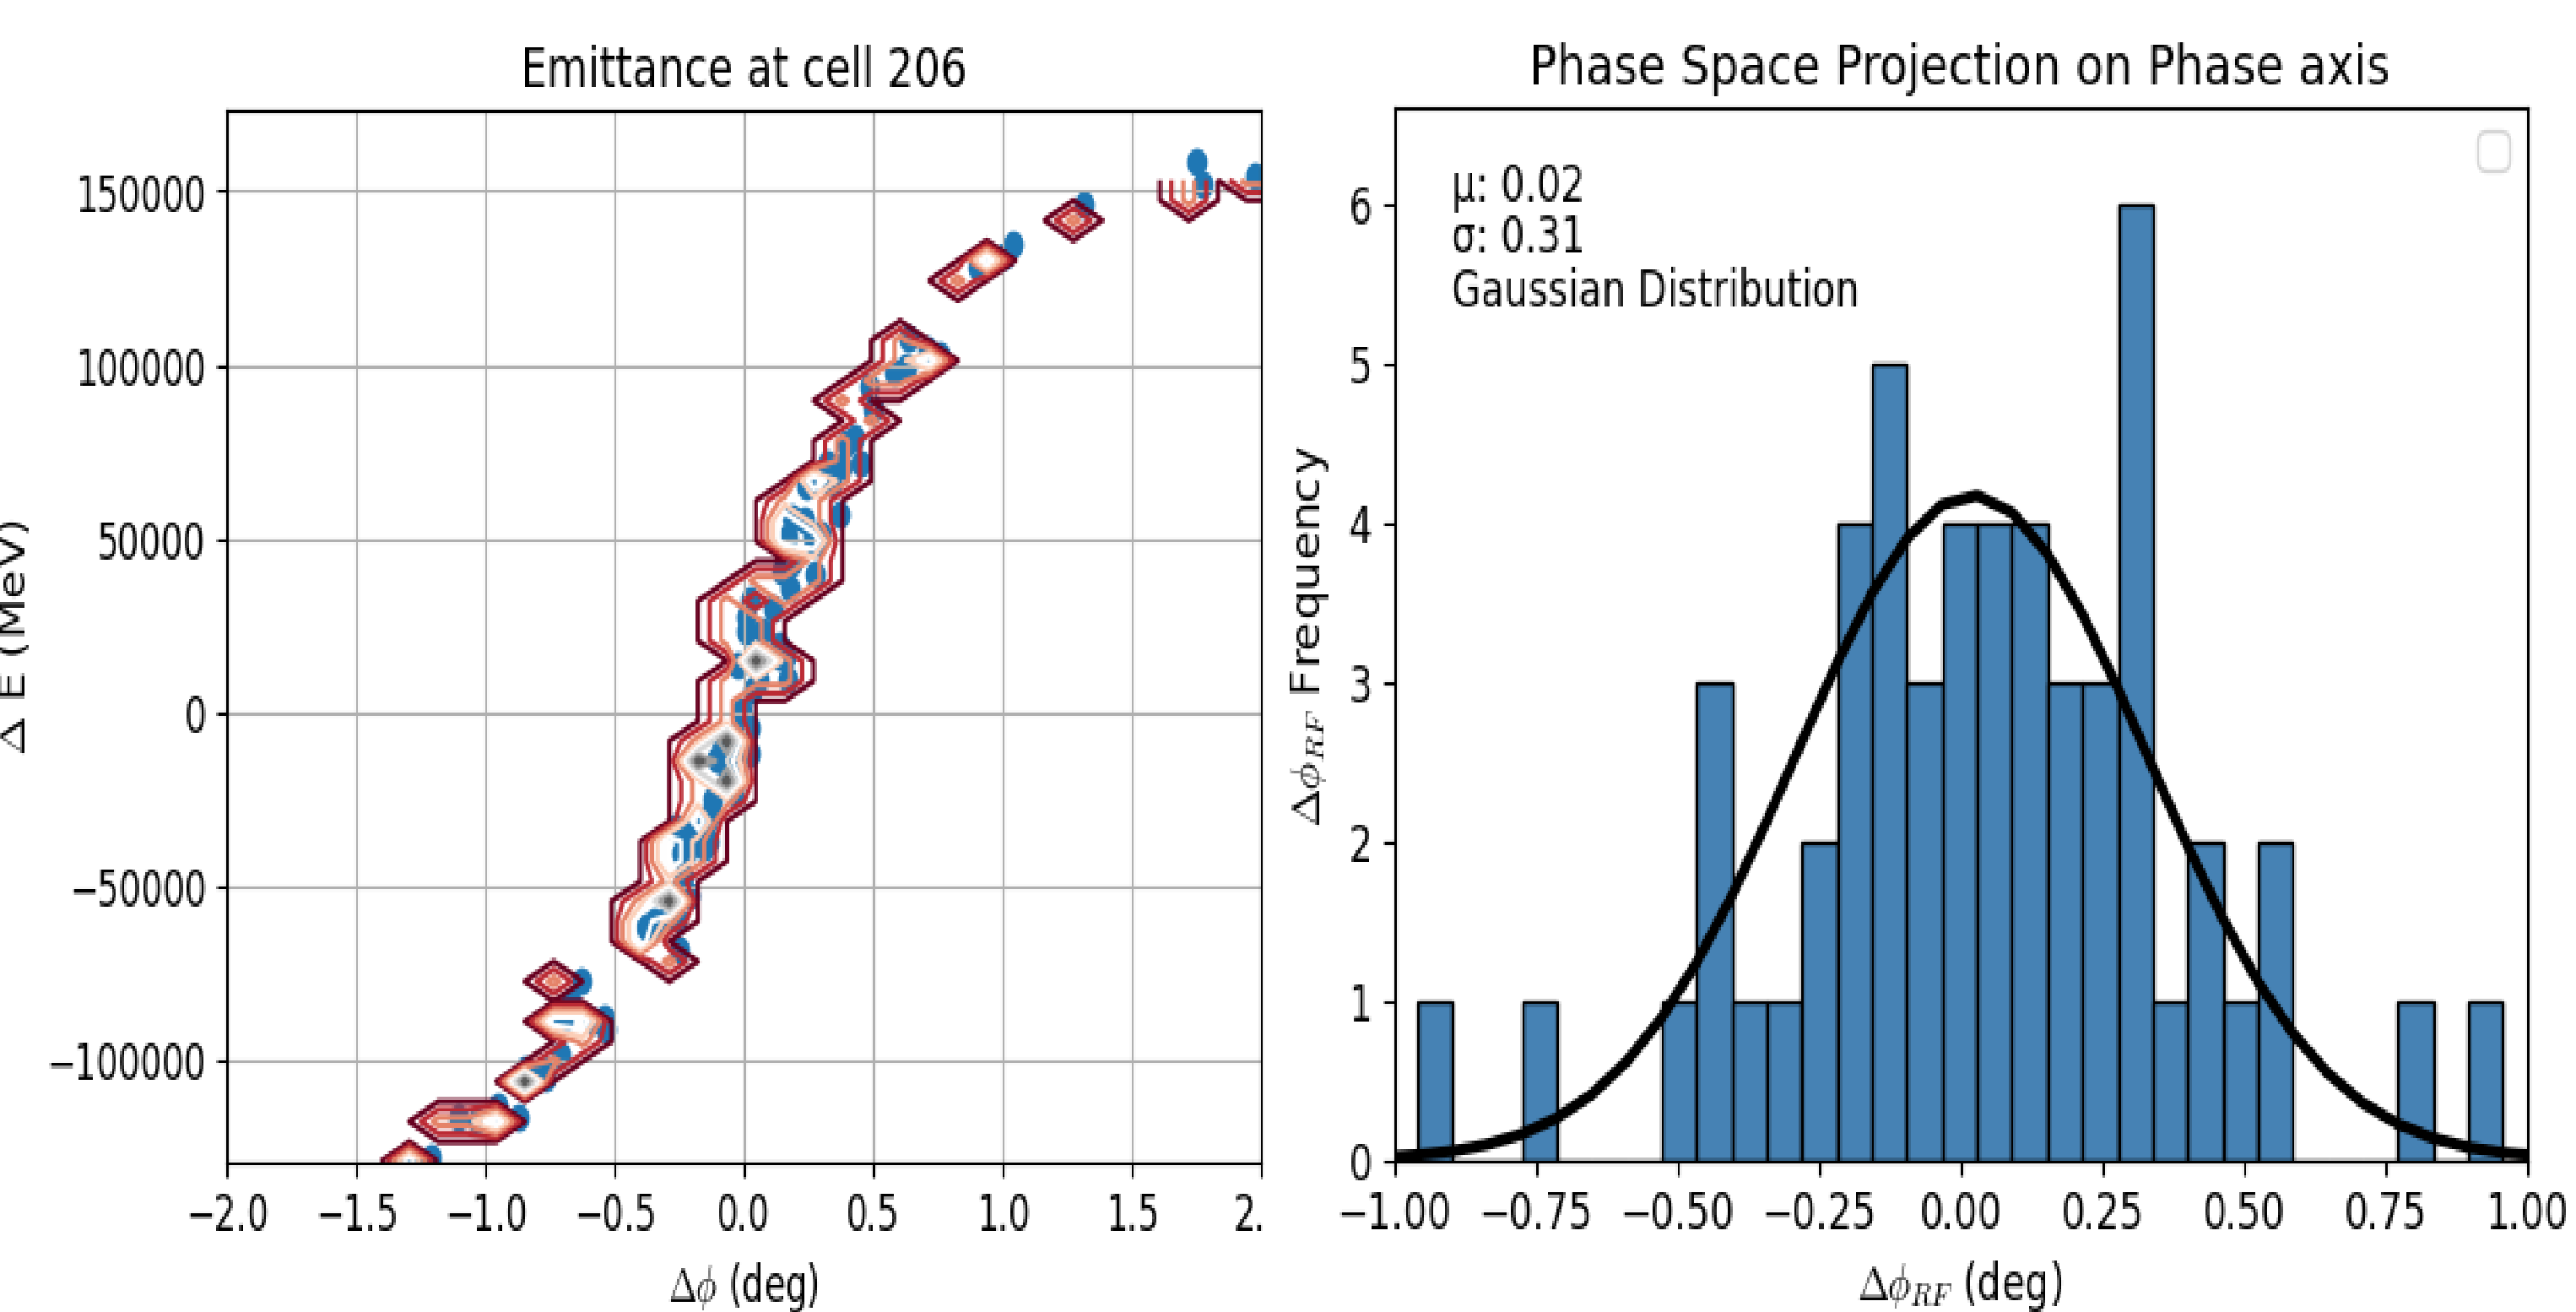 Emittance at cell 206
150000
100000
50000
0
−50000
−100000
Δ E (MeV)
−2.0 −1.5 −1.0 −0.5 0.0 0.5 1.0 1.5 2.
Δϕ (deg)
Phase Space Projection on Phase axis
μ: 0.02
σ: 0.31
Gaussian Distribution
6
5
4
3
2
1
0
Δϕ_RF Frequency
−1.00 −0.75 −0.50 −0.25 0.00 0.25 0.50 0.75 1.00
Δϕ_RF (deg)